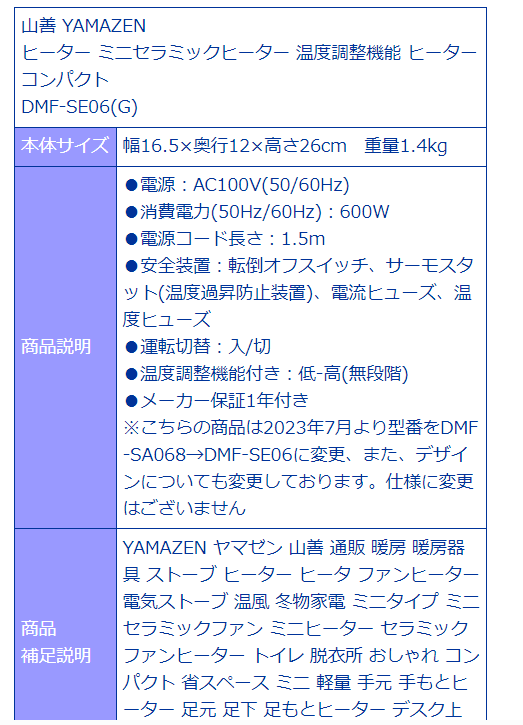 山善 YAMAZEN
ヒーター ミニセラミックヒーター 温度調整機能 ヒーター
コンパクト
DMF-SE06(G)
本体サイズ 幅16.5×奥行12×高さ26cm　重量1.4kg
商品説明
●電源：AC100V(50/60Hz)
●消費電力(50Hz/60Hz)：600W
●電源コード長さ：1.5m
●安全装置：転倒オフスイッチ、サーモスタ
ット(温度過昇防止装置)、電流ヒューズ、温
度ヒューズ
●運転切替：入/切
●温度調整機能付き：低-高(無段階)
●メーカー保証1年付き
※こちらの商品は2023年7月より型番をDMF
-SA068→DMF-SE06に変更、また、デザイ
ンについても変更しております。仕様に変更
はございません
商品
補足説明
YAMAZEN ヤマゼン 山善 通販 暖房 暖房器
具 ストーブ ヒーター ヒータ ファンヒーター
電気ストーブ 温風 冬物家電 ミニタイプ ミニ
セラミックファン ミニヒーター セラミック
ファンヒーター トイレ 脱衣所 おしゃれ コン
パクト 省スペース ミニ 軽量 手元 手もとヒ
ーター 足元 足下 足もとヒーター デスク上